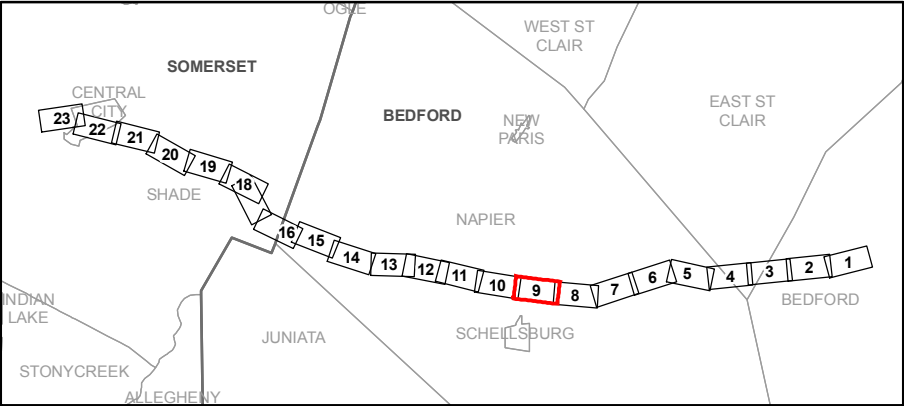 OGLE
WEST ST
CLAIR
SOMERSET
CENTRAL
CITY
BEDFORD
EAST ST
CLAIR
NEW
PARIS
23
22
21
20
19
18
SHADE
NAPIER
16
15
14
13
12
11
10
9
8
7
6
5
4
3
2
1
INDIAN
LAKE
BEDFORD
JUNIATA
SCHELLSBURG
STONYCREEK
ALLEGHENY